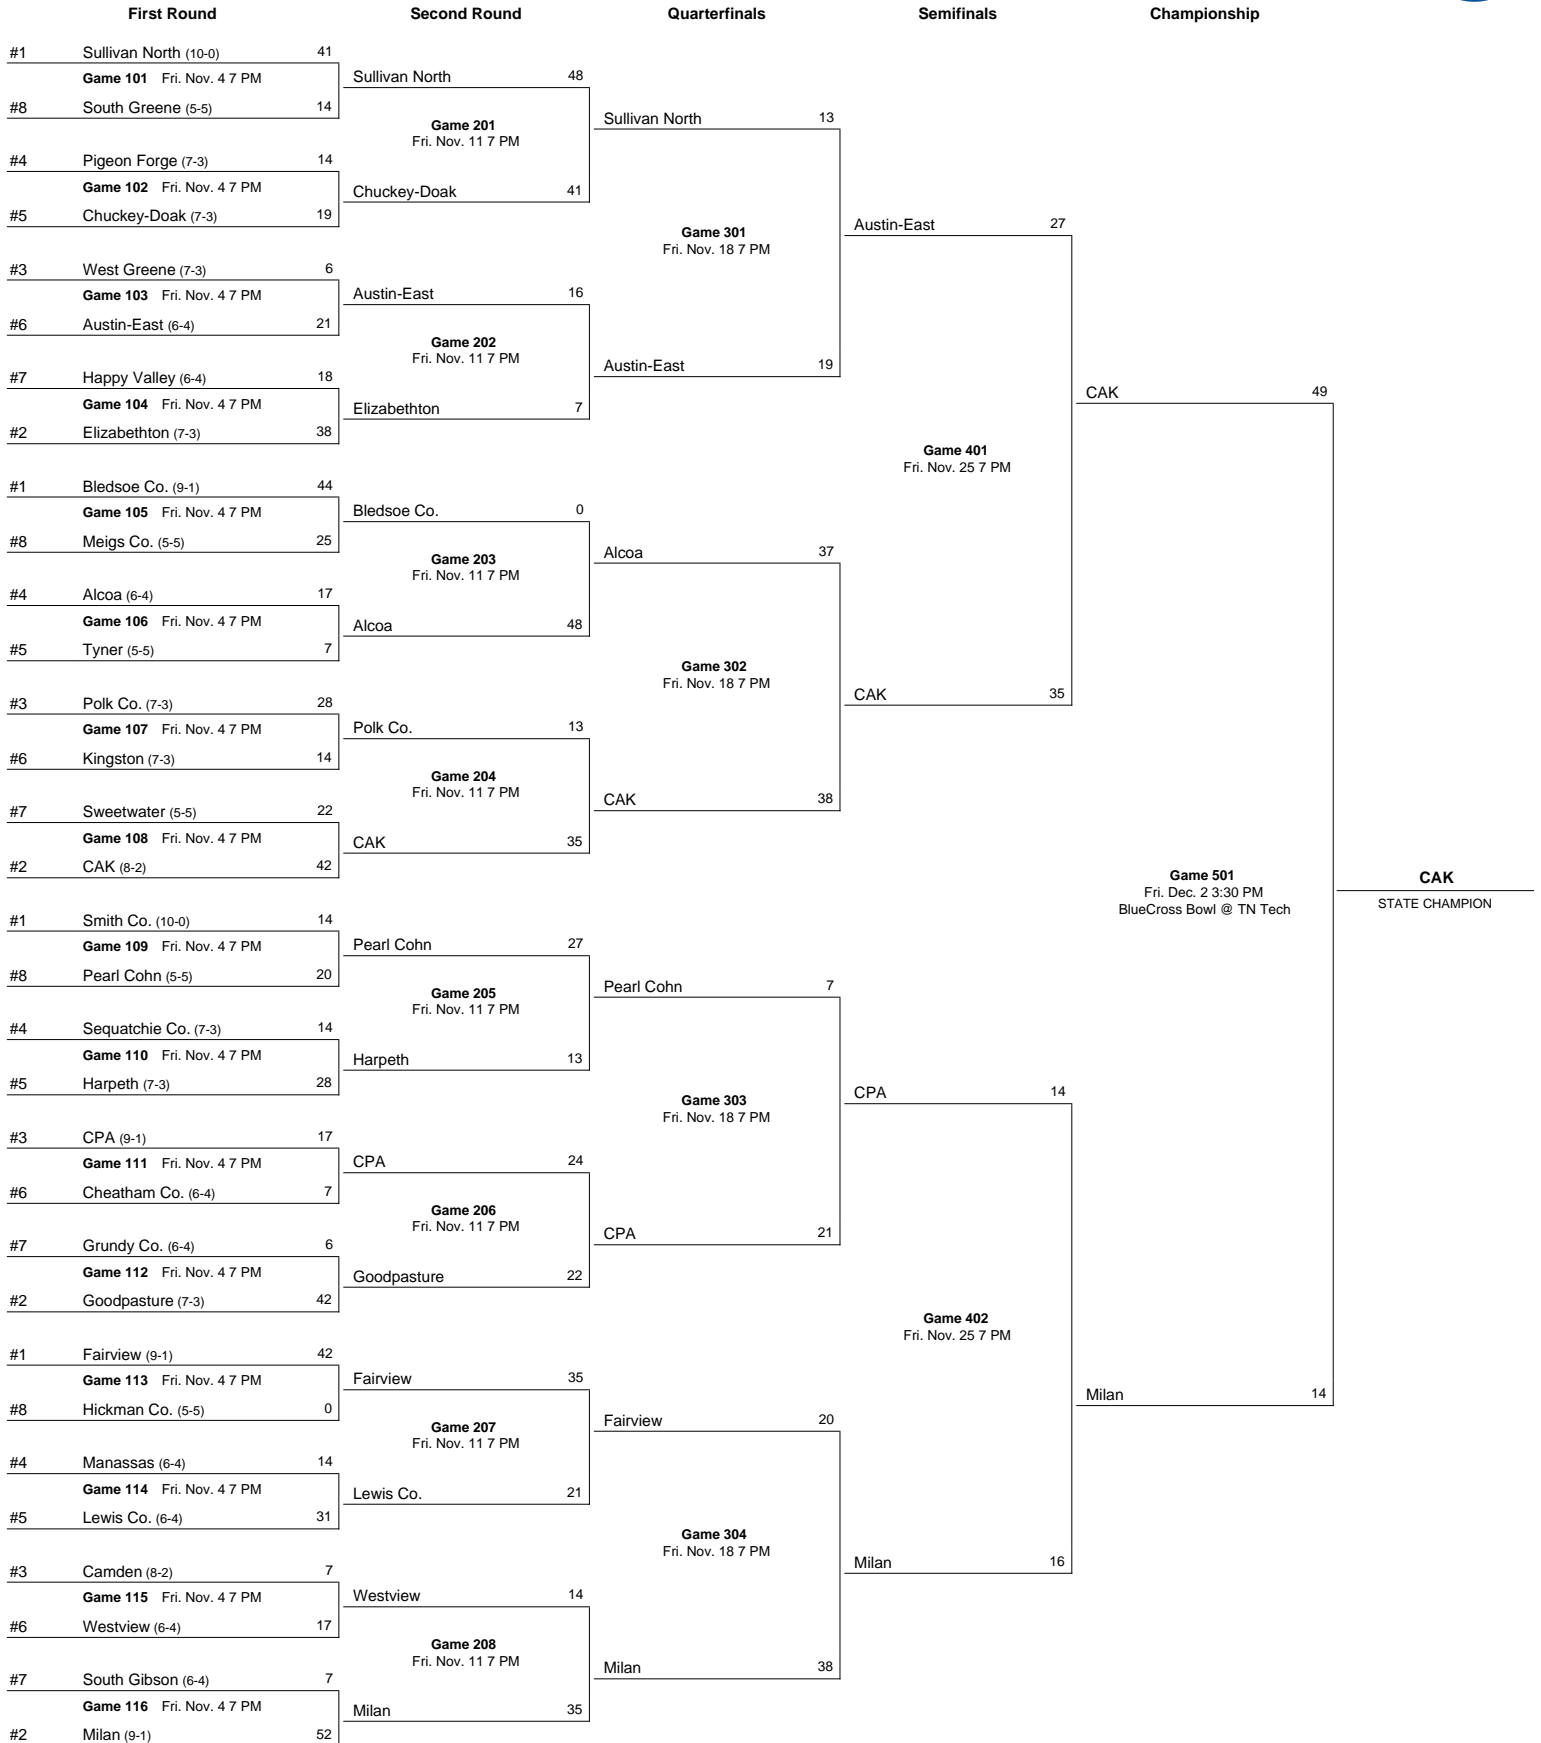 First Round
Second Round
Quarterfinals
Semifinals
Championship
#1 Sullivan North (10-0) 41
Game 101 Fri. Nov. 4 7 PM
#8 South Greene (5-5) 14
#4 Pigeon Forge (7-3) 14
Game 102 Fri. Nov. 4 7 PM
#5 Chuckey-Doak (7-3) 19
#3 West Greene (7-3) 6
Game 103 Fri. Nov. 4 7 PM
#6 Austin-East (6-4) 21
#7 Happy Valley (6-4) 18
Game 104 Fri. Nov. 4 7 PM
#2 Elizabethton (7-3) 38
#1 Bledsoe Co. (9-1) 44
Game 105 Fri. Nov. 4 7 PM
#8 Meigs Co. (5-5) 25
#4 Alcoa (6-4) 17
Game 106 Fri. Nov. 4 7 PM
#5 Tyner (5-5) 7
#3 Polk Co. (7-3) 28
Game 107 Fri. Nov. 4 7 PM
#6 Kingston (7-3) 14
#7 Sweetwater (5-5) 22
Game 108 Fri. Nov. 4 7 PM
#2 CAK (8-2) 42
#1 Smith Co. (10-0) 14
Game 109 Fri. Nov. 4 7 PM
#8 Pearl Cohn (5-5) 20
#4 Sequatchie Co. (7-3) 14
Game 110 Fri. Nov. 4 7 PM
#5 Harpeth (7-3) 28
#3 CPA (9-1) 17
Game 111 Fri. Nov. 4 7 PM
#6 Cheatham Co. (6-4) 7
#7 Grundy Co. (6-4) 6
Game 112 Fri. Nov. 4 7 PM
#2 Goodpasture (7-3) 42
#1 Fairview (9-1) 42
Game 113 Fri. Nov. 4 7 PM
#8 Hickman Co. (5-5) 0
#4 Manassas (6-4) 14
Game 114 Fri. Nov. 4 7 PM
#5 Lewis Co. (6-4) 31
#3 Camden (8-2) 7
Game 115 Fri. Nov. 4 7 PM
#6 Westview (6-4) 17
#7 South Gibson (6-4) 7
Game 116 Fri. Nov. 4 7 PM
#2 Milan (9-1) 52
Sullivan North 48
Game 201
Fri. Nov. 11 7 PM
Chuckey-Doak 41
Austin-East 16
Game 202
Fri. Nov. 11 7 PM
Elizabethton 7
Bledsoe Co. 0
Game 203
Fri. Nov. 11 7 PM
Alcoa 48
Polk Co. 13
Game 204
Fri. Nov. 11 7 PM
CAK 35
Pearl Cohn 27
Game 205
Fri. Nov. 11 7 PM
Harpeth 13
CPA 24
Game 206
Fri. Nov. 11 7 PM
Goodpasture 22
Fairview 35
Game 207
Fri. Nov. 11 7 PM
Lewis Co. 21
Westview 14
Game 208
Fri. Nov. 11 7 PM
Milan 35
Sullivan North 13
Game 301
Fri. Nov. 18 7 PM
Austin-East 19
Alcoa 37
Game 302
Fri. Nov. 18 7 PM
CAK 38
Pearl Cohn 7
Game 303
Fri. Nov. 18 7 PM
CPA 21
Fairview 20
Game 304
Fri. Nov. 18 7 PM
Milan 38
Austin-East 27
Game 401
Fri. Nov. 25 7 PM
CAK 35
CPA 14
Game 402
Fri. Nov. 25 7 PM
Milan 16
CAK 49
Game 501
Fri. Dec. 2 3:30 PM
BlueCross Bowl @ TN Tech
Milan 14
CAK
STATE CHAMPION